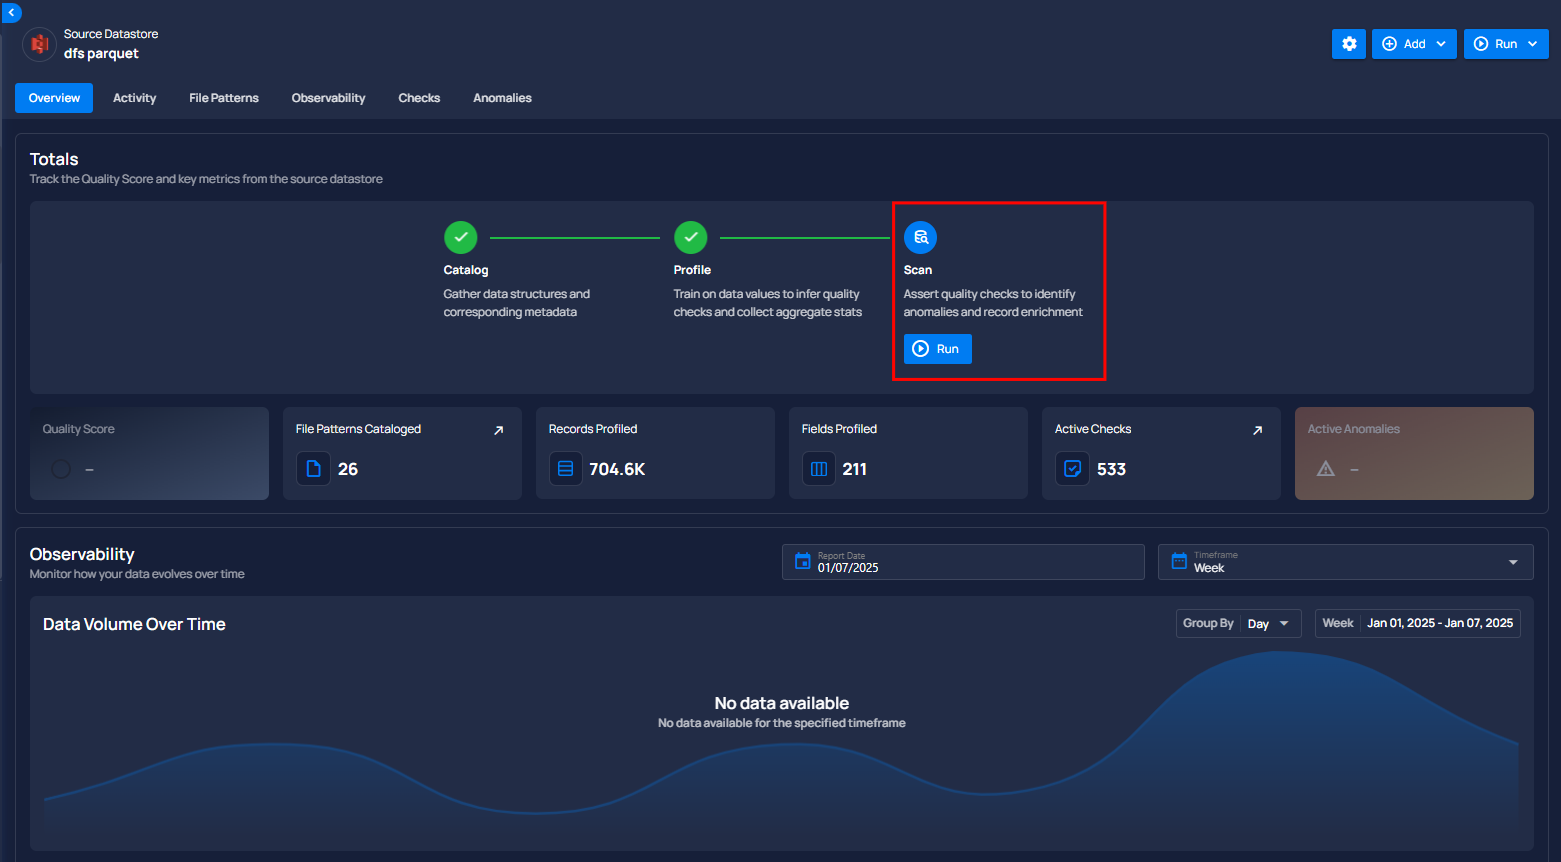 Source Datastore
dfs parquet
Add
Run
Overview
Activity
File Patterns
Observability
Checks
Anomalies
Totals
Track the Quality Score and key metrics from the source datastore
Catalog
Gather data structures and
corresponding metadata
Profile
Train on data values to infer quality
checks and collect aggregate stats
Scan
Assert quality checks to identify
anomalies and record enrichment
Run
Quality Score
–
File Patterns Cataloged
26
Records Profiled
704.6K
Fields Profiled
211
Active Checks
533
Active Anomalies
–
Observability
Monitor how your data evolves over time
Report Date
01/07/2025
Timeframe
Week
Data Volume Over Time
Group By Day
Week Jan 01, 2025 - Jan 07, 2025
No data available
No data available for the specified timeframe